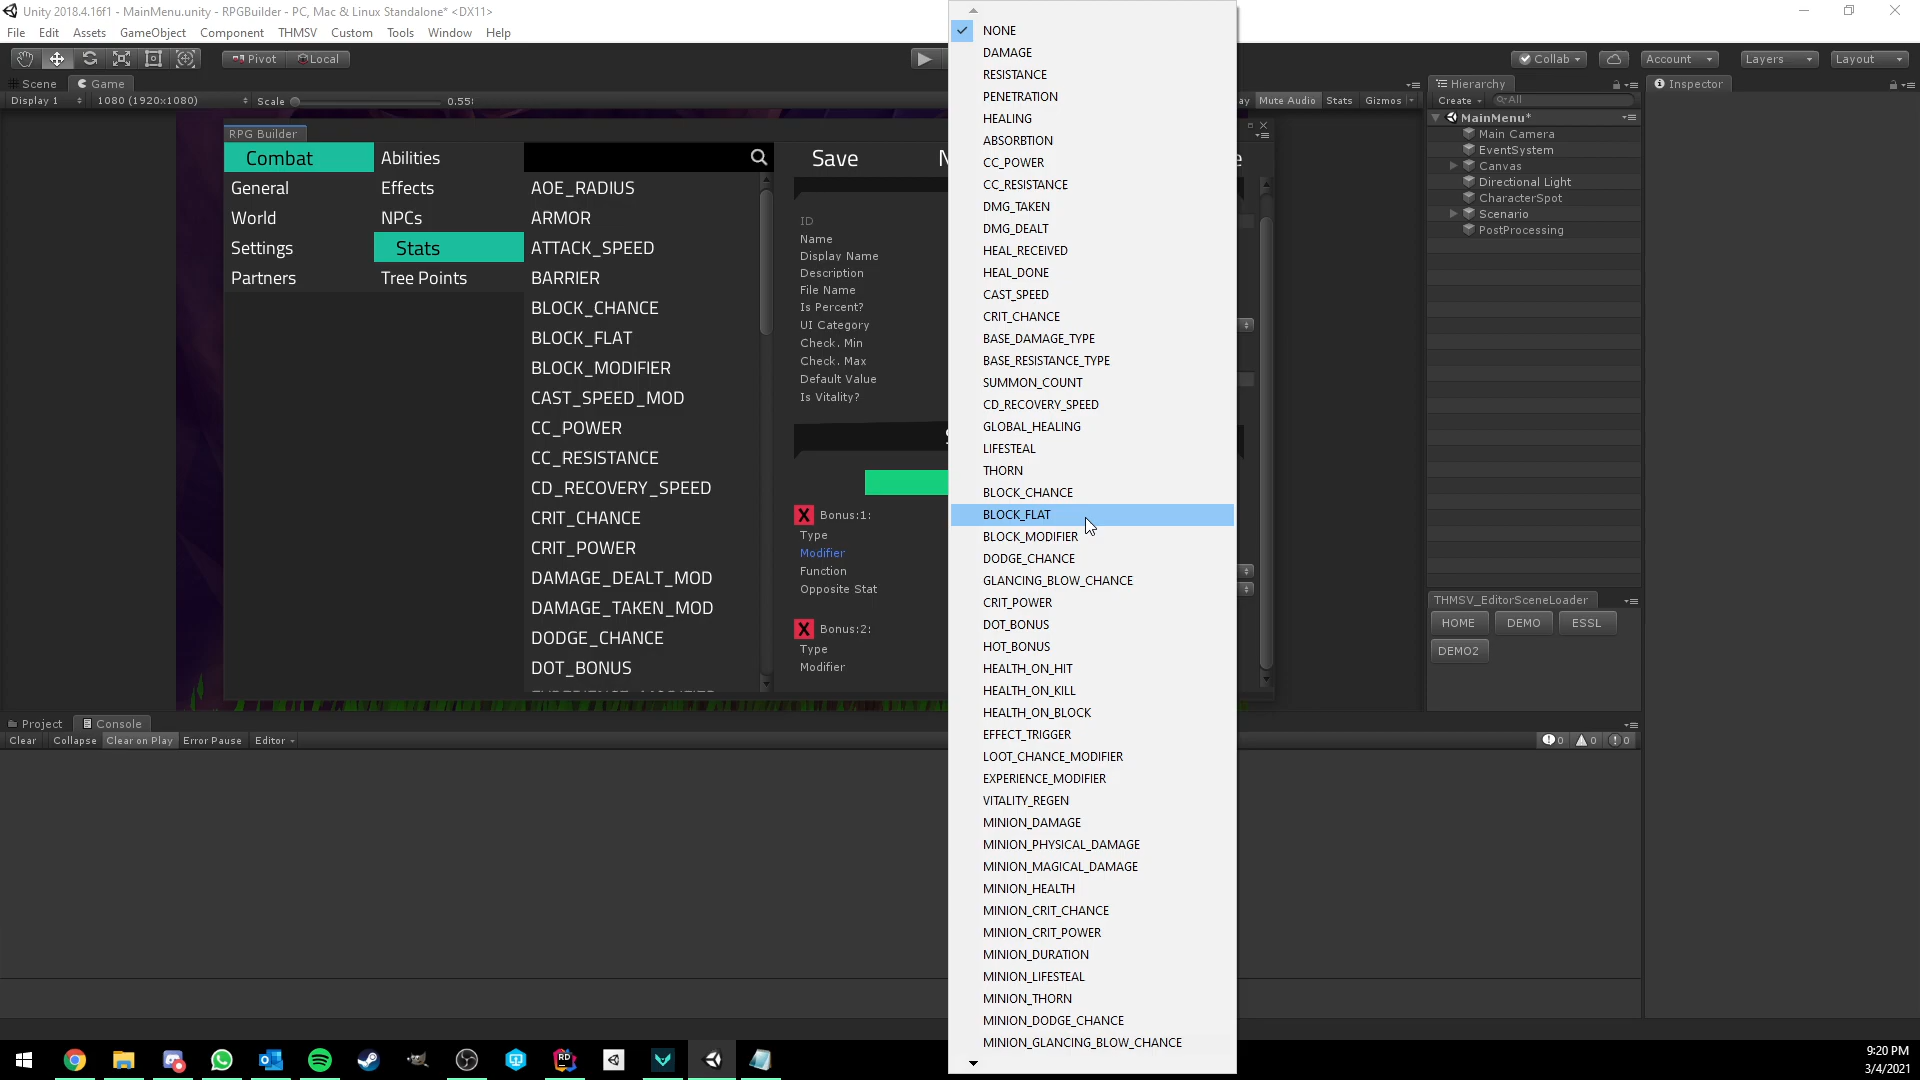 Unity 2018.4.16f1 - MainMenu.unity - RPGBuilder - PC, Mac & Linux Standalone* <DX11>
File Edit Assets GameObject Component THMSV Custom Tools Window Help
Pivot Local
Collab Account Layers Layout
Scene Game
Display 1 1080 (1920x1080) Scale 0.55
Mute Audio Stats Gizmos
Hierarchy
Create All
MainMenu*
Main Camera
EventSystem
Canvas
Directional Light
CharacterSpot
Scenario
PostProcessing
Inspector
RPG Builder
Combat
General
World
Settings
Partners
Abilities
Effects
NPCs
Stats
Tree Points
AOE_RADIUS
ARMOR
ATTACK_SPEED
BARRIER
BLOCK_CHANCE
BLOCK_FLAT
BLOCK_MODIFIER
CAST_SPEED_MOD
CC_POWER
CC_RESISTANCE
CD_RECOVERY_SPEED
CRIT_CHANCE
CRIT_POWER
DAMAGE_DEALT_MOD
DAMAGE_TAKEN_MOD
DODGE_CHANCE
DOT_BONUS
Save
ID
Name
Display Name
Description
File Name
Is Percent?
UI Category
Check. Min
Check. Max
Default Value
Is Vitality?
X Bonus:1:
Type
Modifier
Function
Opposite Stat
X Bonus:2:
Type
Modifier
NONE
DAMAGE
RESISTANCE
PENETRATION
HEALING
ABSORBTION
CC_POWER
CC_RESISTANCE
DMG_TAKEN
DMG_DEALT
HEAL_RECEIVED
HEAL_DONE
CAST_SPEED
CRIT_CHANCE
BASE_DAMAGE_TYPE
BASE_RESISTANCE_TYPE
SUMMON_COUNT
CD_RECOVERY_SPEED
GLOBAL_HEALING
LIFESTEAL
THORN
BLOCK_CHANCE
BLOCK_FLAT
BLOCK_MODIFIER
DODGE_CHANCE
GLANCING_BLOW_CHANCE
CRIT_POWER
DOT_BONUS
HOT_BONUS
HEALTH_ON_HIT
HEALTH_ON_KILL
HEALTH_ON_BLOCK
EFFECT_TRIGGER
LOOT_CHANCE_MODIFIER
EXPERIENCE_MODIFIER
VITALITY_REGEN
MINION_DAMAGE
MINION_PHYSICAL_DAMAGE
MINION_MAGICAL_DAMAGE
MINION_HEALTH
MINION_CRIT_CHANCE
MINION_CRIT_POWER
MINION_DURATION
MINION_LIFESTEAL
MINION_THORN
MINION_DODGE_CHANCE
MINION_GLANCING_BLOW_CHANCE
THMSV_EditorSceneLoader
HOME DEMO ESSL
DEMO2
Project Console
Clear Collapse Clear on Play Error Pause Editor
0 0 0
9:20 PM
3/4/2021